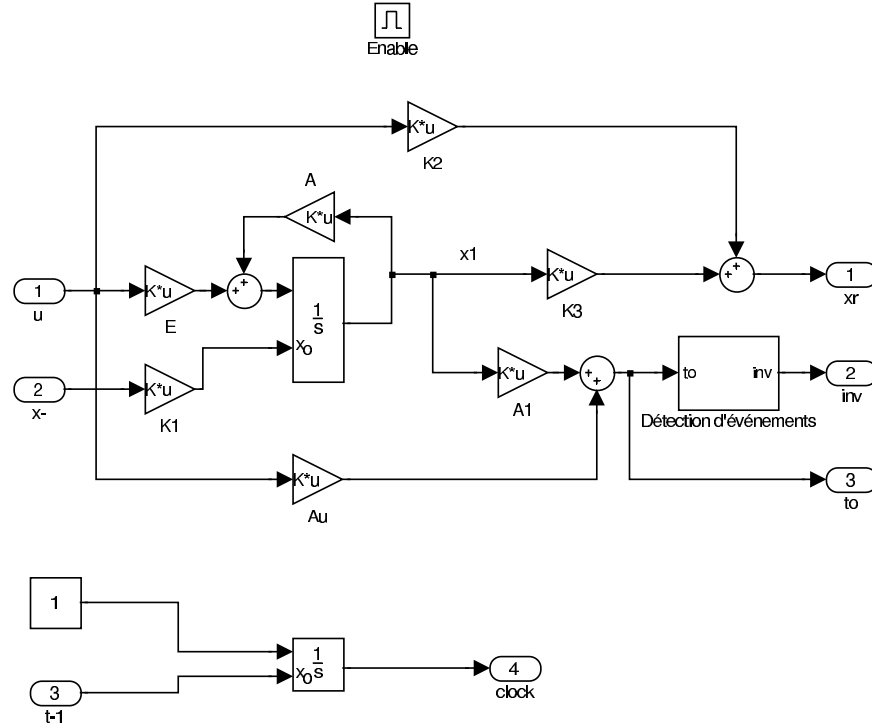 Enable
K*u
K2
A
K*u
x1
1
u
K*u
E
+
+
1
s
xo
K*u
K3
+
+
1
xr
2
x-
K*u
K1
K*u
A1
+
+
to
inv
Détection d'événements
2
inv
K*u
Au
3
to
1
3
t-1
xo
1
s
4
clock